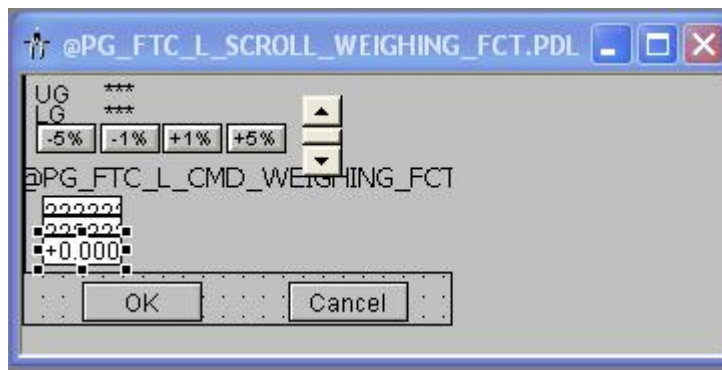 @PG_FTC_L_SCROLL_WEIGHING_FCT.PDL
UG ***
LG ***
-5% -1% +1% +5%
@PG_FTC_L_CMD_WEIGHING_FCT
+0.000
OK Cancel